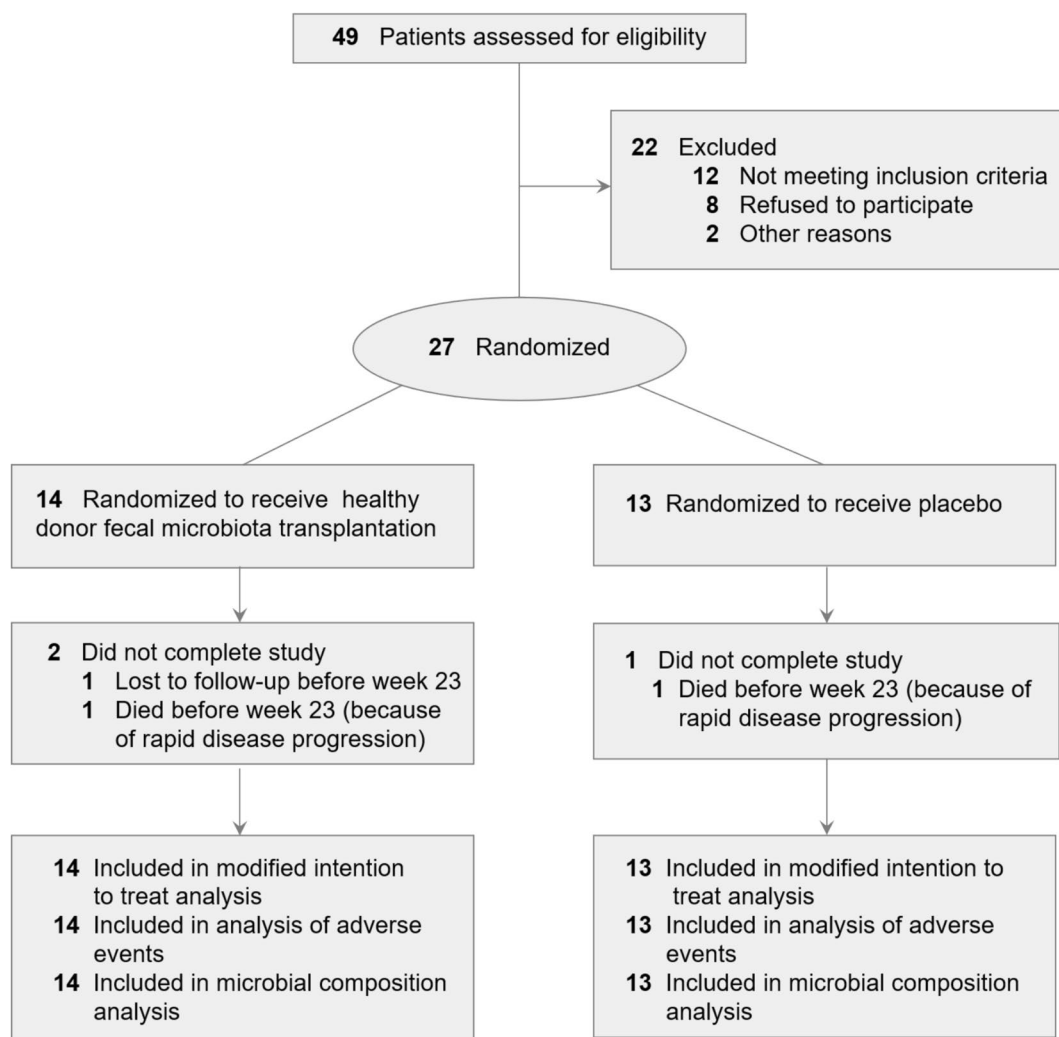 49 Patients assessed for eligibility
22 Excluded
12 Not meeting inclusion criteria
8 Refused to participate
2 Other reasons
27 Randomized
14 Randomized to receive healthy
donor fecal microbiota transplantation
13 Randomized to receive placebo
2 Did not complete study
1 Lost to follow-up before week 23
1 Died before week 23 (because
of rapid disease progression)
1 Did not complete study
1 Died before week 23 (because of
rapid disease progression)
14 Included in modified intention
to treat analysis
14 Included in analysis of adverse
events
14 Included in microbial composition
analysis
13 Included in modified intention to
treat analysis
13 Included in analysis of adverse
events
13 Included in microbial composition
analysis